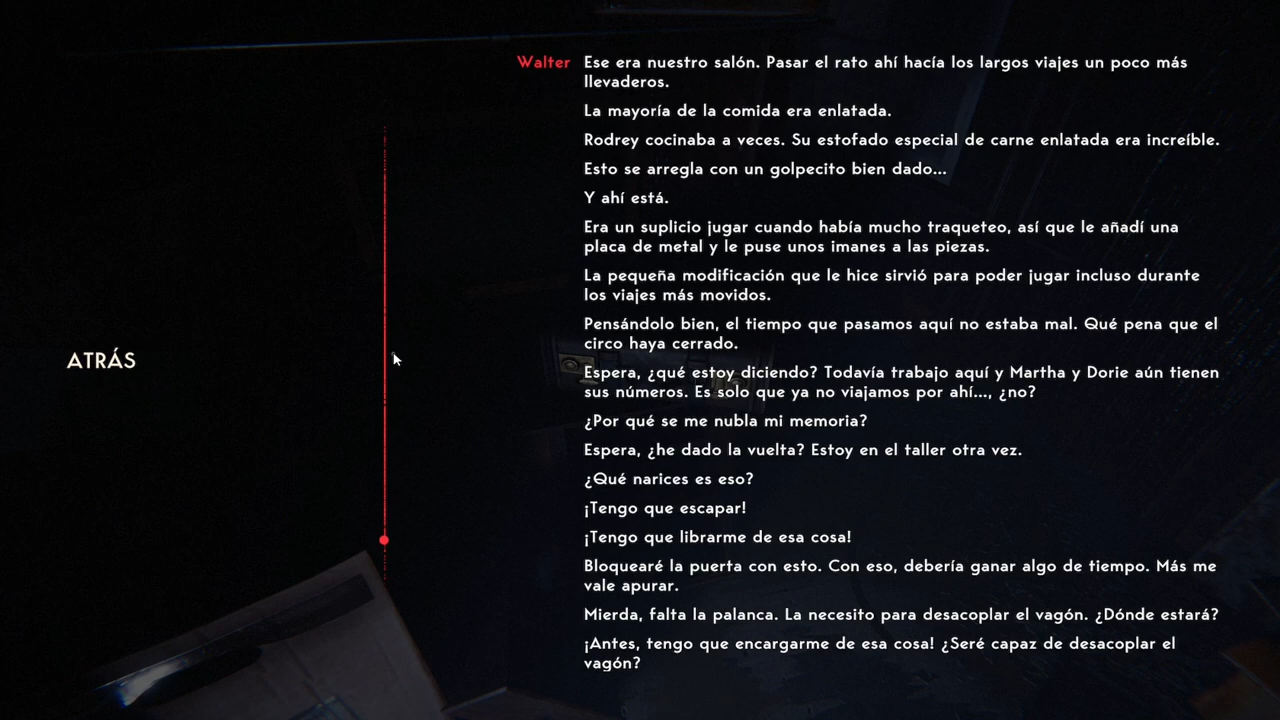 Walter Ese era nuestro salón. Pasar el rato ahí hacía los largos viajes un poco más
llevaderos.
La mayoría de la comida era enlatada.
Rodrey cocinaba a veces. Su estofado especial de carne enlatada era increíble.
Esto se arregla con un golpecito bien dado...
Y ahí está.
Era un suplicio jugar cuando había mucho traqueteo, así que le añadí una
placa de metal y le puse unos imanes a las piezas.
La pequeña modificación que le hice sirvió para poder jugar incluso durante
los viajes más movidos.
Pensándolo bien, el tiempo que pasamos aquí no estaba mal. Qué pena que el
circo haya cerrado.
Espera, ¿qué estoy diciendo? Todavía trabajo aquí y Martha y Dorie aún tienen
sus números. Es solo que ya no viajamos por ahí..., ¿no?
¿Por qué se me nubla mi memoria?
Espera, ¿he dado la vuelta? Estoy en el taller otra vez.
¿Qué narices es eso?
¡Tengo que escapar!
¡Tengo que librarme de esa cosa!
Bloquearé la puerta con esto. Con eso, debería ganar algo de tiempo. Más me
vale apurar.
Mierda, falta la palanca. La necesito para desacoplar el vagón. ¿Dónde estará?
¡Antes, tengo que encargarme de esa cosa! ¿Seré capaz de desacoplar el
vagón?
ATRÁS